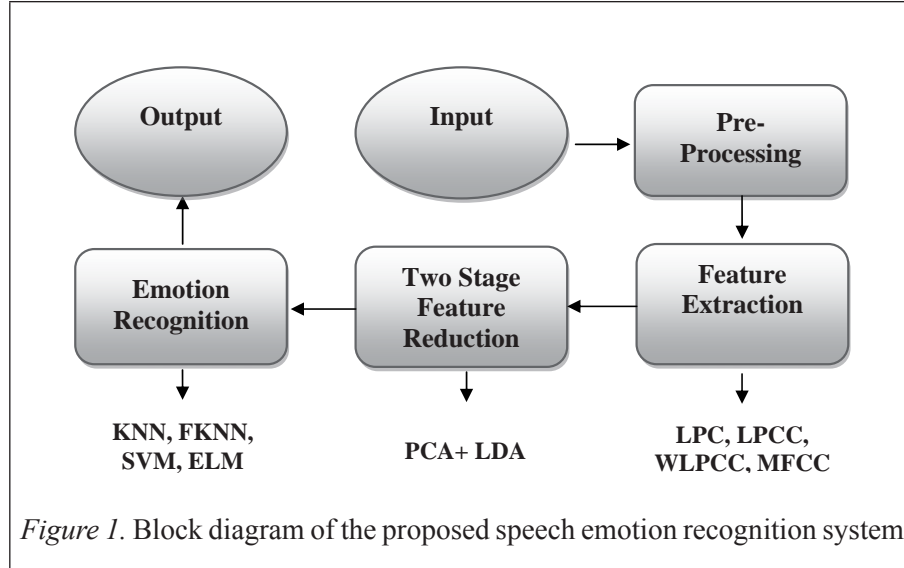 Output
Input
Pre-
Processing
Emotion
Recognition
Two Stage
Feature
Reduction
Feature
Extraction
KNN, FKNN,
SVM, ELM
PCA+ LDA
LPC, LPCC,
WLPCC, MFCC
Figure 1. Block diagram of the proposed speech emotion recognition system